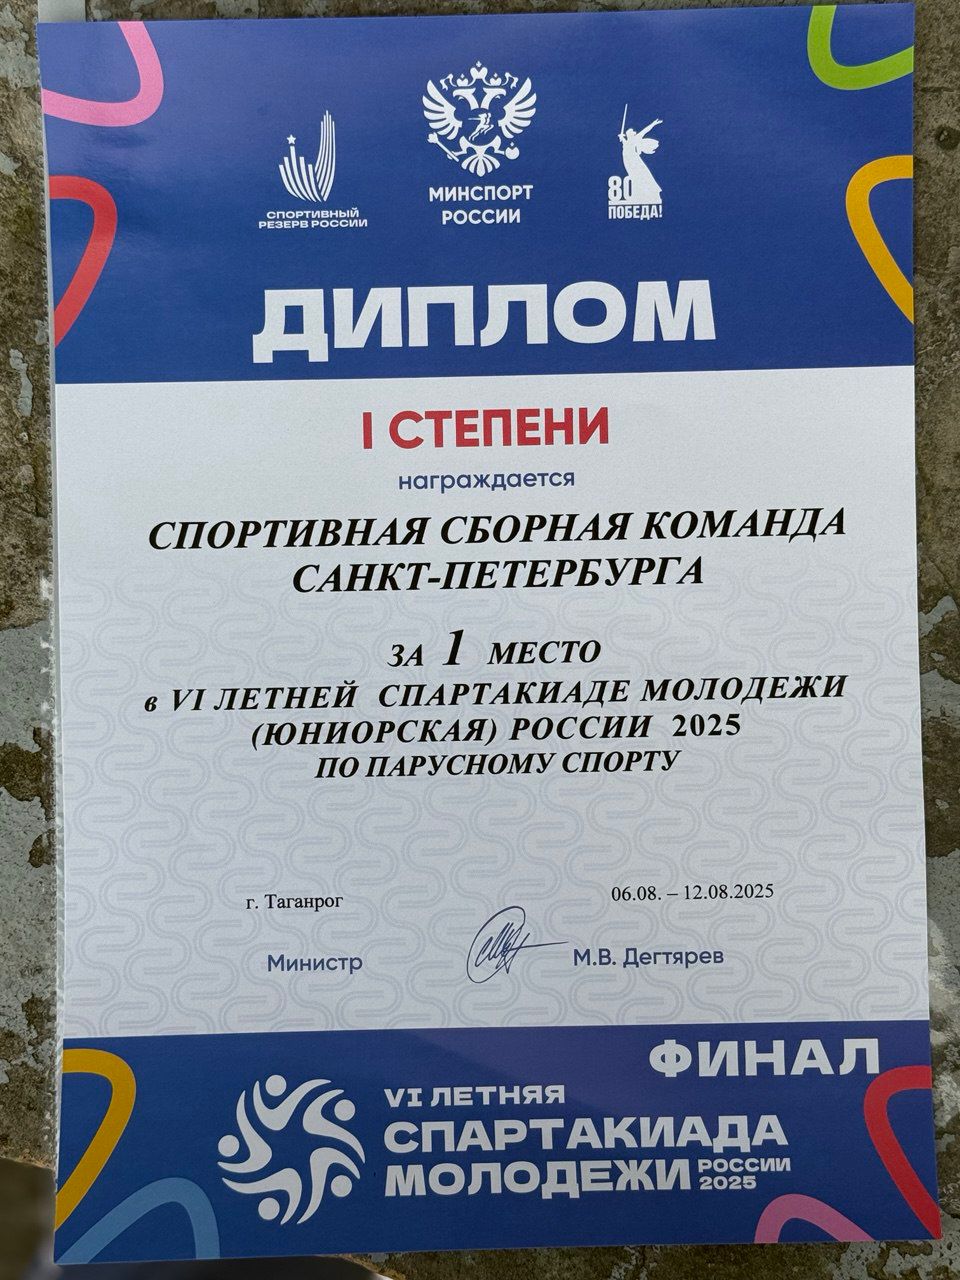 СПОРТИВНЫЙ
РЕЗЕРВ РОССИИ
МИНСПОРТ
РОССИИ
80
ПОБЕДА!
ДИПЛОМ
I СТЕПЕНИ
награждается
СПОРТИВНАЯ СБОРНАЯ КОМАНДА
САНКТ-ПЕТЕРБУРГА
ЗА 1 МЕСТО
в VI ЛЕТНЕЙ СПАРТАКИАДЕ МОЛОДЕЖИ
(ЮНИОРСКАЯ) РОССИИ 2025
ПО ПАРУСНОМУ СПОРТУ
г. Таганрог 06.08. – 12.08.2025
Министр М.В. Дегтярев
ФИНАЛ
VI ЛЕТНЯЯ
СПАРТАКИАДА
МОЛОДЕЖИ РОССИИ
2025